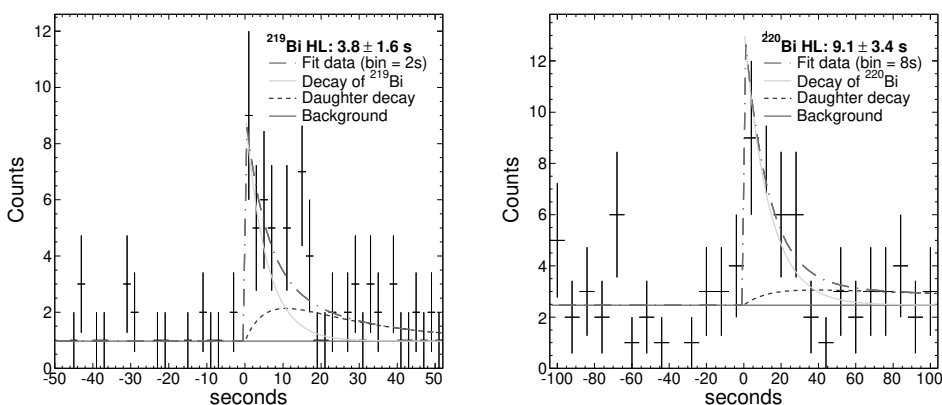 12
10
8
6
4
2
0
Counts
²¹⁹Bi HL: 3.8 ± 1.6 s
Fit data (bin = 2s)
Decay of ²¹⁹Bi
Daughter decay
Background
-50 -40 -30 -20 -10 0 10 20 30 40 50
seconds
12
10
8
6
4
2
0
Counts
²²⁰Bi HL: 9.1 ± 3.4 s
Fit data (bin = 8s)
Decay of ²²⁰Bi
Daughter decay
Background
-100 -80 -60 -40 -20 0 20 40 60 80 100
seconds